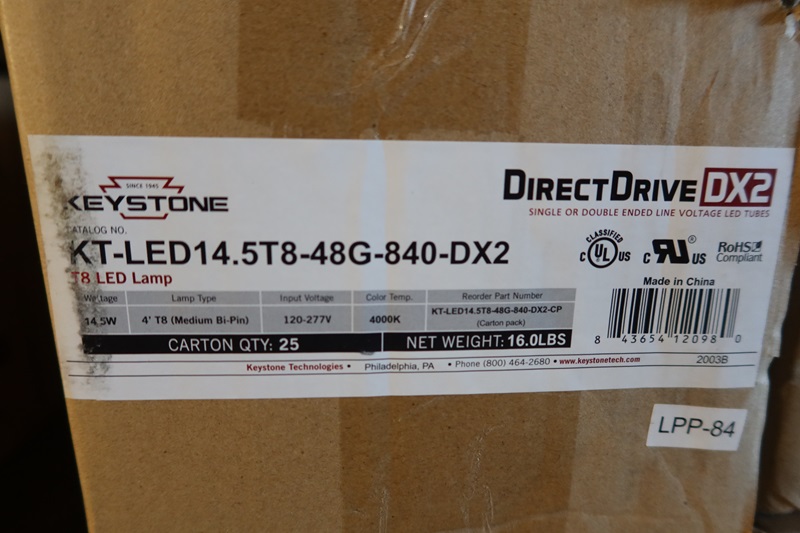 SINCE 1945
KEYSTONE
DIRECTDRIVE DX2
SINGLE OR DOUBLE ENDED LINE VOLTAGE LED TUBES
CATALOG NO.
KT-LED14.5T8-48G-840-DX2
T8 LED Lamp
CLASSIFIED
C UL US
C RU US
®
RoHS
Compliant
Made in China
Wattage Lamp Type Input Voltage Color Temp. Reorder Part Number
14.5W 4' T8 (Medium Bi-Pin) 120-277V 4000K KT-LED14.5T8-48G-840-DX2-CP
(Carton pack)
CARTON QTY: 25 NET WEIGHT: 16.0LBS
8 43654 12098 0
Keystone Technologies • Philadelphia, PA • Phone (800) 464-2680 • www.keystonetech.com
2003B
LPP-84